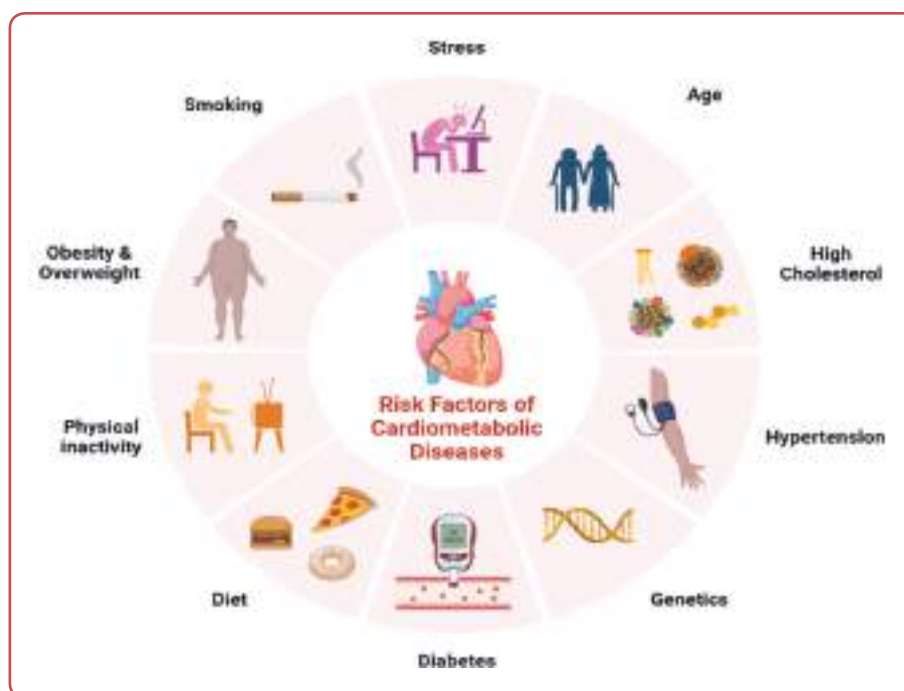 Stress
Age
High
Cholesterol
Hypertension
Genetics
Diabetes
Diet
Physical
inactivity
Obesity &
Overweight
Smoking
Risk Factors of
Cardiometabolic
Diseases